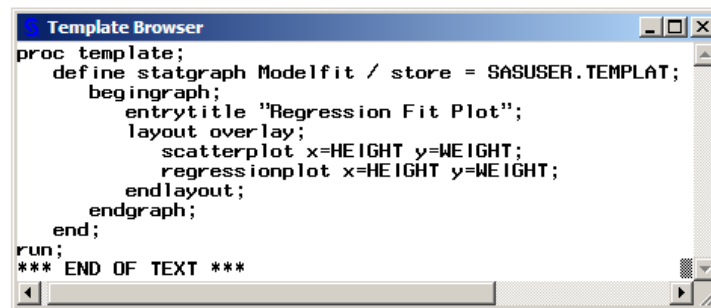 Template Browser
proc template;
   define statgraph Modelfit / store = SASUSER.TEMPLAT;
      begingraph;
         entrytitle "Regression Fit Plot";
         layout overlay;
            scatterplot x=HEIGHT y=WEIGHT;
            regressionplot x=HEIGHT y=WEIGHT;
         endlayout;
      endgraph;
   end;
run;
*** END OF TEXT ***